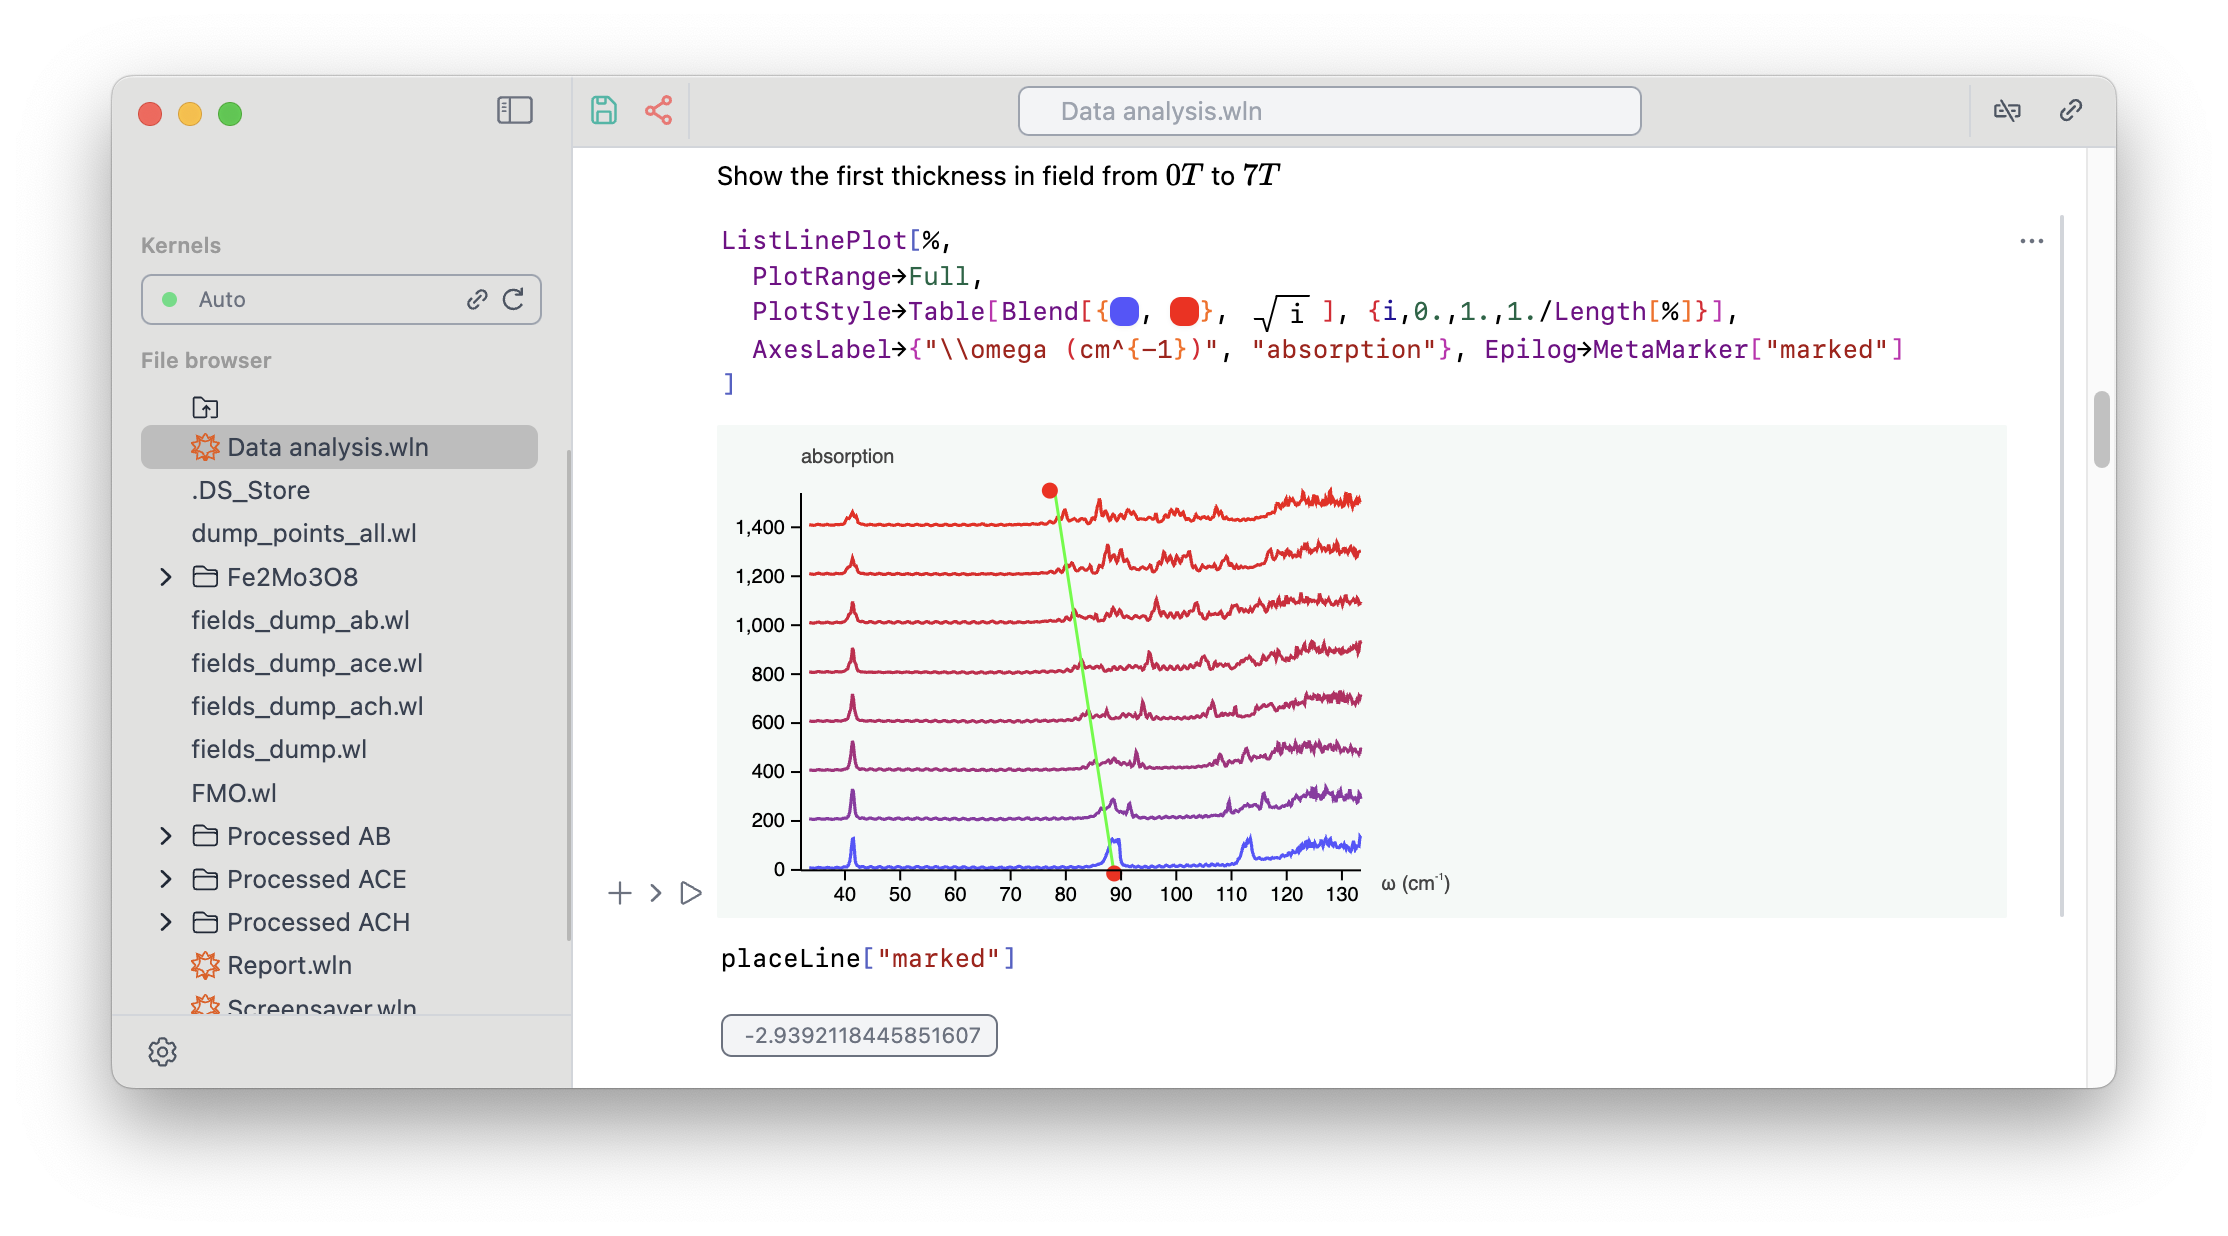 Data analysis.wln
Kernels
Auto
File browser
Data analysis.wln
.DS_Store
dump_points_all.wl
Fe2Mo3O8
fields_dump_ab.wl
fields_dump_ace.wl
fields_dump_ach.wl
fields_dump.wl
FMO.wl
Processed AB
Processed ACE
Processed ACH
Report.wln
Screensaver.wln
Show the first thickness in field from 0T to 7T
ListLinePlot[%,
PlotRange→Full,
PlotStyle→Table[Blend[{ , }, √i ], {i,0.,1.,1./Length[%]}],
AxesLabel→{"\\omega (cm^{-1})", "absorption"}, Epilog→MetaMarker["marked"]
]
absorption
1,400
1,200
1,000
800
600
400
200
0
40 50 60 70 80 90 100 110 120 130
ω (cm⁻¹)
placeLine["marked"]
-2.9392118445851607